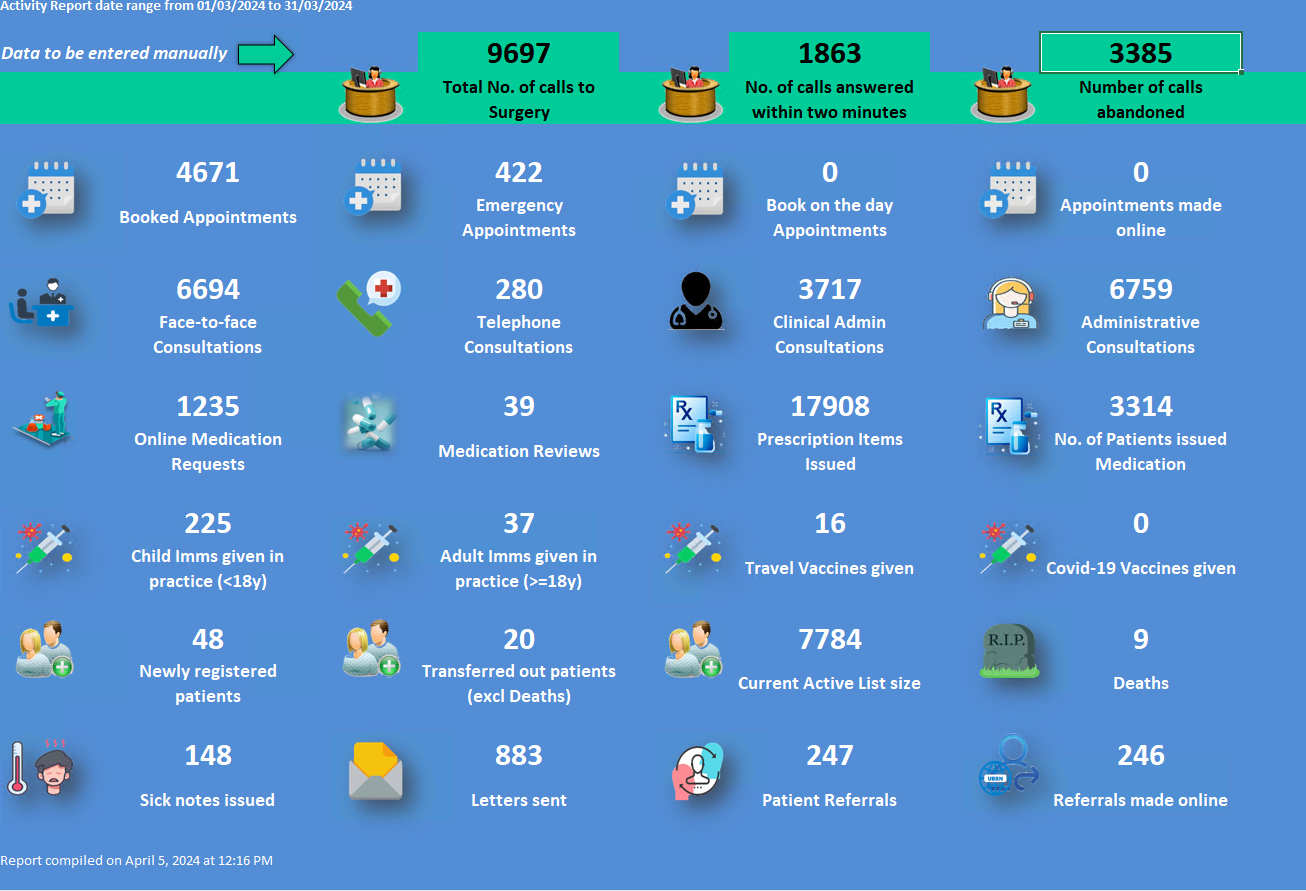 Activity Report date range from 01/03/2024 to 31/03/2024
Data to be entered manually
9697
1863
3385
Total No. of calls to
Surgery
No. of calls answered
within two minutes
Number of calls
abandoned
4671
Booked Appointments
422
Emergency
Appointments
0
Book on the day
Appointments
0
Appointments made
online
6694
Face-to-face
Consultations
280
Telephone
Consultations
3717
Clinical Admin
Consultations
6759
Administrative
Consultations
1235
Online Medication
Requests
39
Medication Reviews
Rx
17908
Prescription Items
Issued
Rx
3314
No. of Patients issued
Medication
225
Child Imms given in
practice (<18y)
37
Adult Imms given in
practice (>=18y)
16
Travel Vaccines given
0
Covid-19 Vaccines given
48
Newly registered
patients
20
Transferred out patients
(excl Deaths)
7784
Current Active List size
R.I.P.
9
Deaths
148
Sick notes issued
883
Letters sent
247
Patient Referrals
UBRN
246
Referrals made online
Report compiled on April 5, 2024 at 12:16 PM